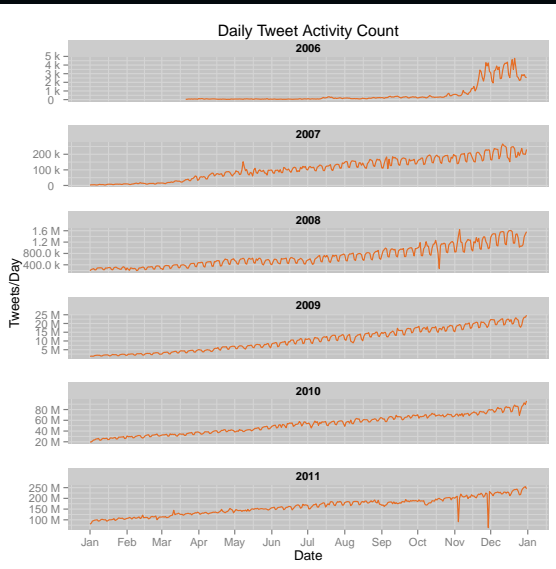 Daily Tweet Activity Count
2006
5 k
4 k
3 k
2 k
1 k
0
2007
200 k
100 k
0
2008
1.6 M
1.2 M
800.0 k
400.0 k
Tweets/Day
2009
25 M
20 M
15 M
10 M
5 M
2010
80 M
60 M
40 M
20 M
2011
250 M
200 M
150 M
100 M
Jan Feb Mar Apr May Jun Jul Aug Sep Oct Nov Dec Jan
Date